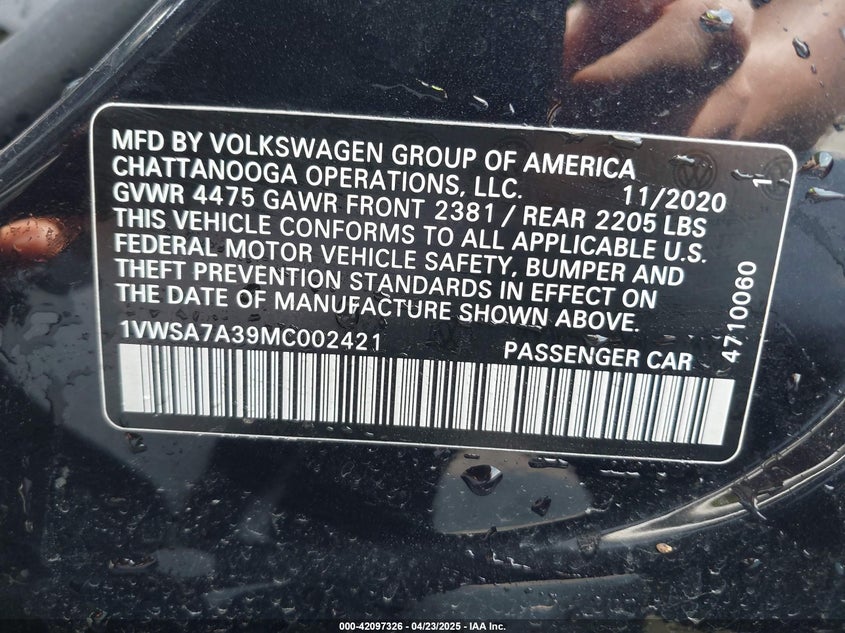 MFD BY VOLKSWAGEN GROUP OF AMERICA
CHATTANOOGA OPERATIONS, LLC. 11/2020 1
GVWR 4475 GAWR FRONT 2381 / REAR 2205 LBS
THIS VEHICLE CONFORMS TO ALL APPLICABLE U.S.
FEDERAL MOTOR VEHICLE SAFETY, BUMPER AND
THEFT PREVENTION STANDARDS IN EFFECT ON
THE DATE OF MANUFACTURE SHOWN ABOVE.
1VWSA7A39MC002421 PASSENGER CAR
4710060
000-42097326 - 04/23/2025 - IAA Inc.